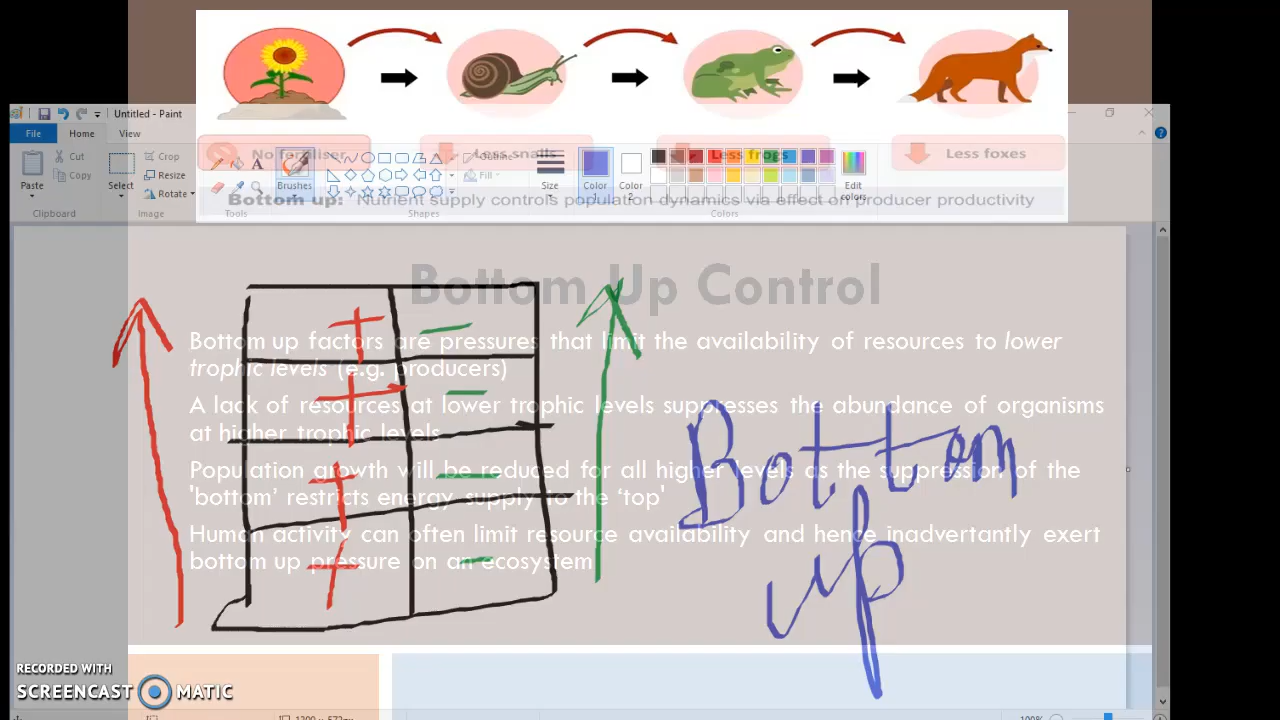 Untitled - Paint
File
Home
View
Paste
Cut
Copy
Clipboard
Select
Crop
Resize
Rotate
Image
Tools
Brushes
Shapes
Outline
Fill
Size
Color 1
Color 2
Edit colors
Colors
No fertiliser
Less snails
Less frogs
Less foxes
Bottom up: Nutrient supply controls population dynamics via effect on producer productivity
Bottom Up Control
Bottom up factors are pressures that limit the availability of resources to lower
trophic levels (e.g. producers)
A lack of resources at lower trophic levels suppresses the abundance of organisms
at higher trophic levels
Population growth will be reduced for all higher levels as the suppression of the
'bottom' restricts energy supply to the 'top'
Human activity can often limit resource availability and hence inadvertantly exert
bottom up pressure on an ecosystem
+ −
+ −
+ −
+ −
Bottom
up
RECORDED WITH
SCREENCAST MATIC
100%